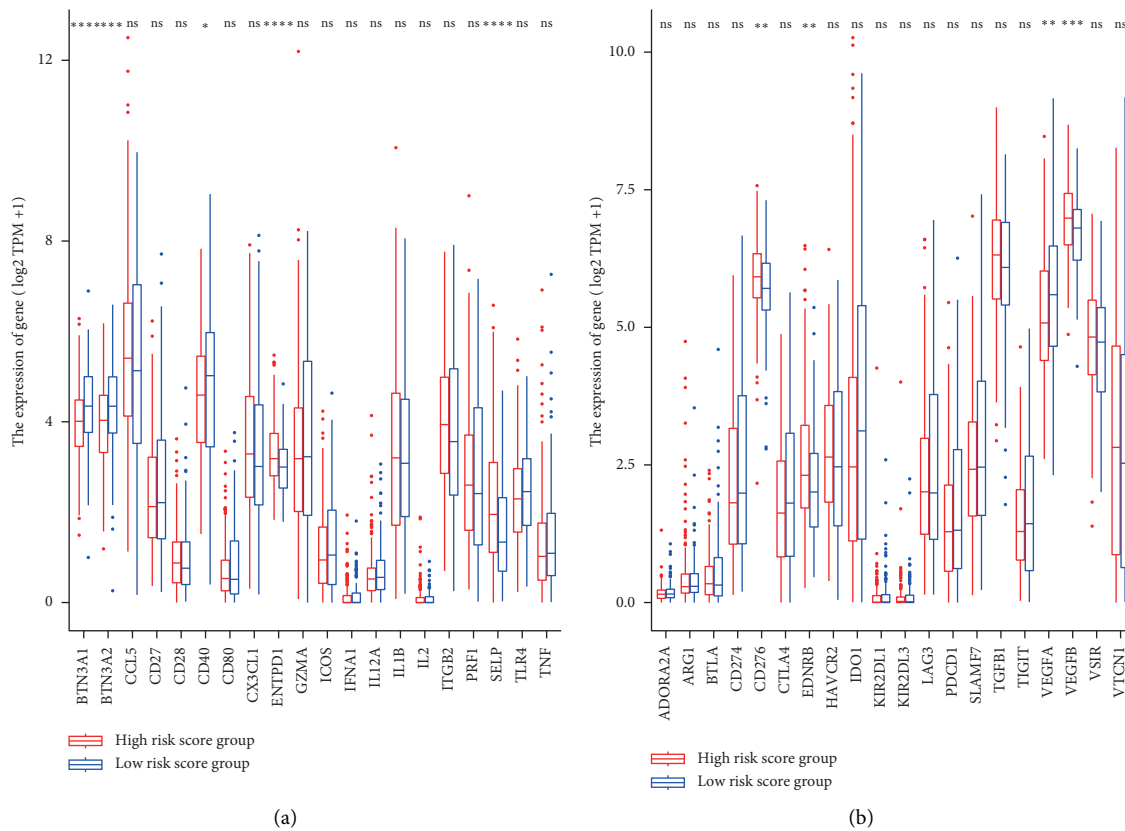 **** **** ns ns ns * ns ns **** ns ns ns ns ns ns ns ns **** ns ns
12
8
4
0
The expression of gene ( log2 TPM +1)
BTN3A1
BTN3A2
CCL5
CD27
CD28
CD40
CD80
CX3CL1
ENTPD1
GZMA
ICOS
IFNA1
IL12A
IL1B
IL2
ITGB2
PRF1
SELP
TLR4
TNF
High risk score group
Low risk score group
(a)
ns ns ns ns ** ns ** ns ns ns ns ns ns ns ns ns ** *** ns ns
10.0
7.5
5.0
2.5
0.0
The expression of gene ( log2 TPM +1)
ADORA2A
ARG1
BTLA
CD274
CD276
CTLA4
EDNRB
HAVCR2
IDO1
KIR2DL1
KIR2DL3
LAG3
PDCD1
SLAMF7
TGFB1
TIGIT
VEGFA
VEGFB
VSIR
VTCN1
High risk score group
Low risk score group
(b)